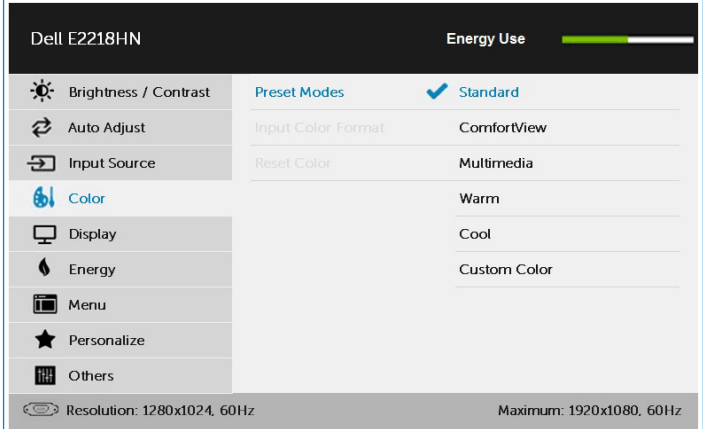 Dell E2218HN
Energy Use
Brightness / Contrast
Auto Adjust
Input Source
Color
Display
Energy
Menu
Personalize
Others
Preset Modes
Input Color Format
Reset Color
Standard
ComfortView
Multimedia
Warm
Cool
Custom Color
Resolution: 1280x1024, 60Hz
Maximum: 1920x1080, 60Hz